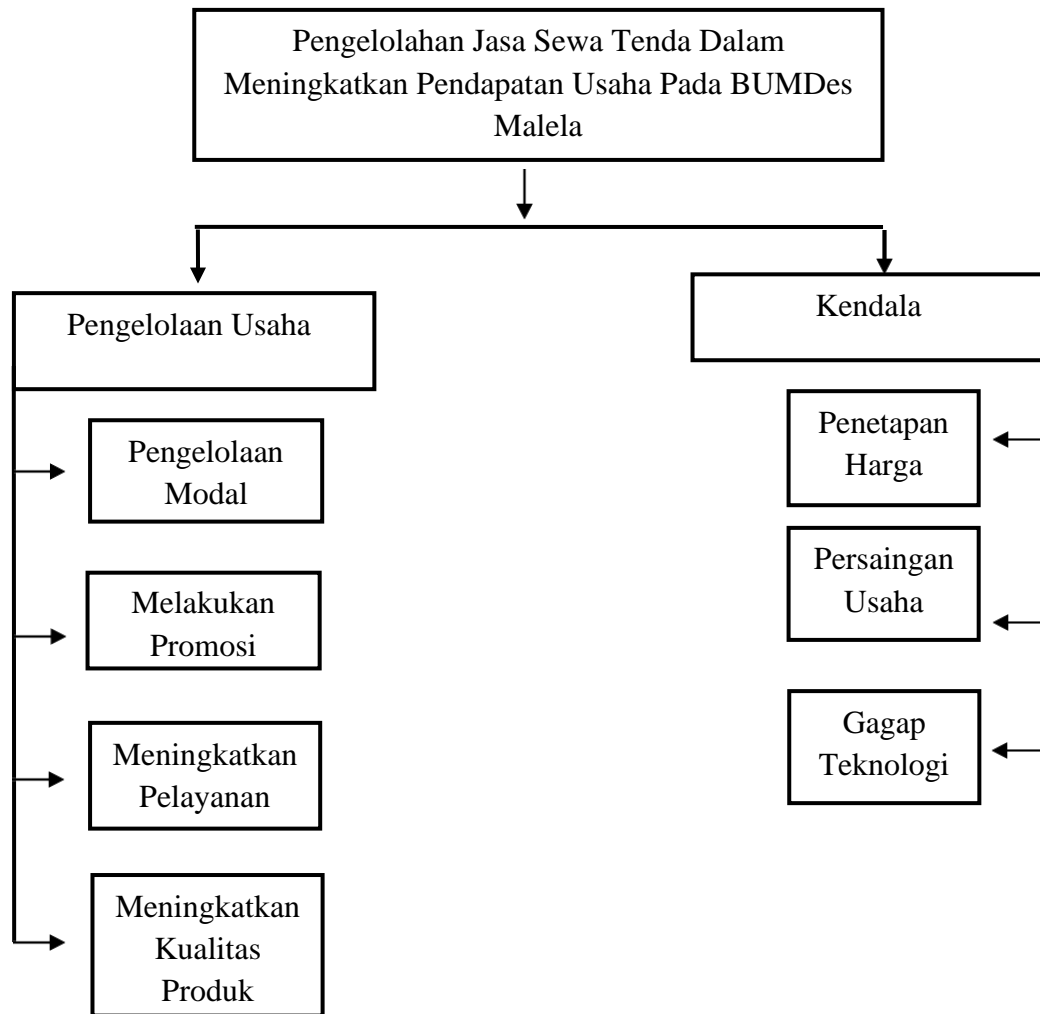 Pengelolahan Jasa Sewa Tenda Dalam
Meningkatkan Pendapatan Usaha Pada BUMDes
Malela
Pengelolaan Usaha
Pengelolaan
Modal
Melakukan
Promosi
Meningkatkan
Pelayanan
Meningkatkan
Kualitas
Produk
Kendala
Penetapan
Harga
Persaingan
Usaha
Gagap
Teknologi